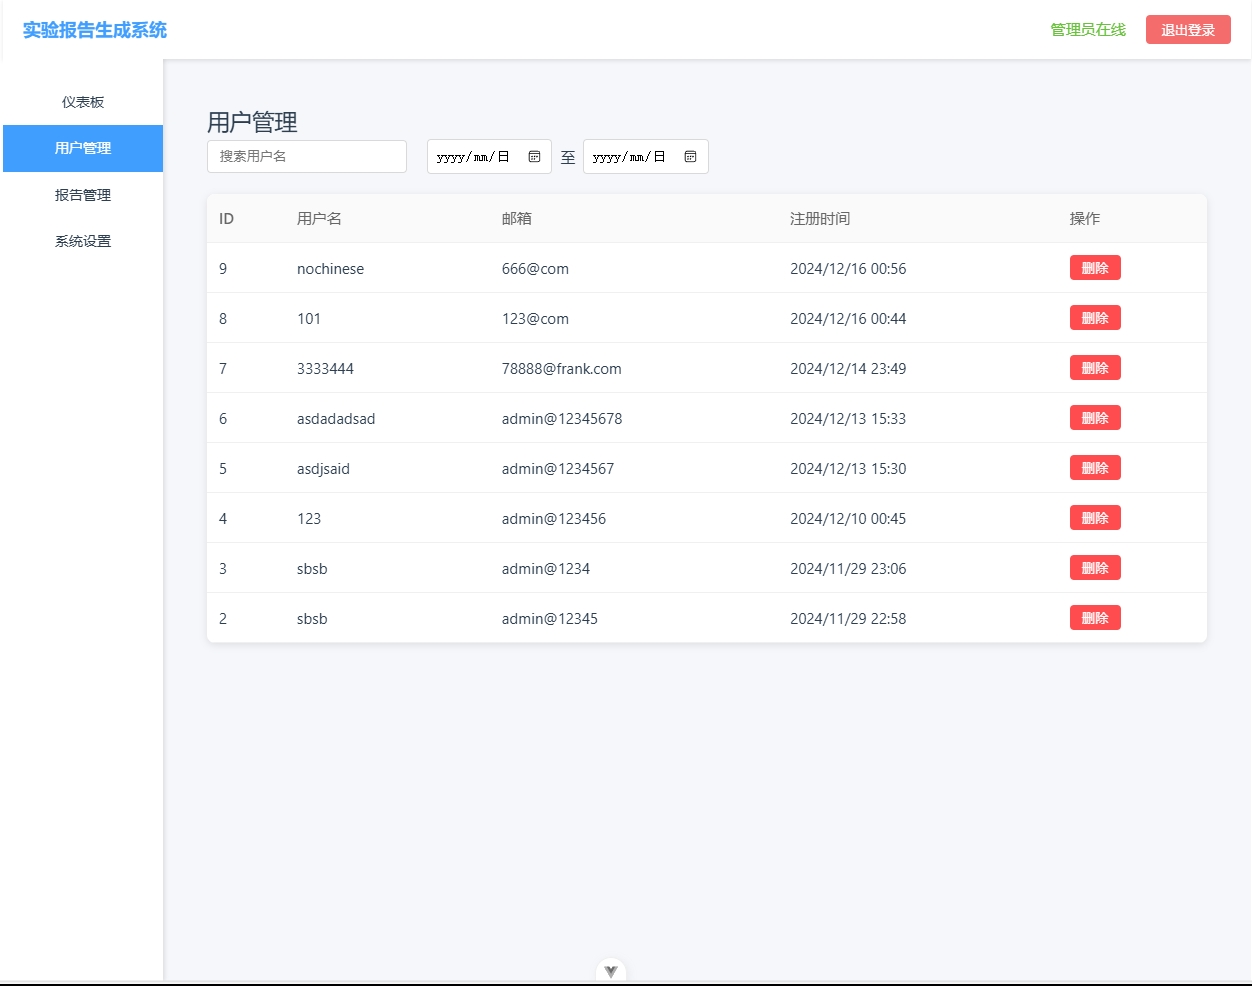 实验报告生成系统
管理员在线 退出登录
仪表板
用户管理
报告管理
系统设置
用户管理
搜索用户名 yyyy/mm/日 至 yyyy/mm/日
ID 用户名 邮箱 注册时间 操作
9 nochinese 666@com 2024/12/16 00:56 删除
8 101 123@com 2024/12/16 00:44 删除
7 3333444 78888@frank.com 2024/12/14 23:49 删除
6 asdadadsad admin@12345678 2024/12/13 15:33 删除
5 asdjsaid admin@1234567 2024/12/13 15:30 删除
4 123 admin@123456 2024/12/10 00:45 删除
3 sbsb admin@1234 2024/11/29 23:06 删除
2 sbsb admin@12345 2024/11/29 22:58 删除